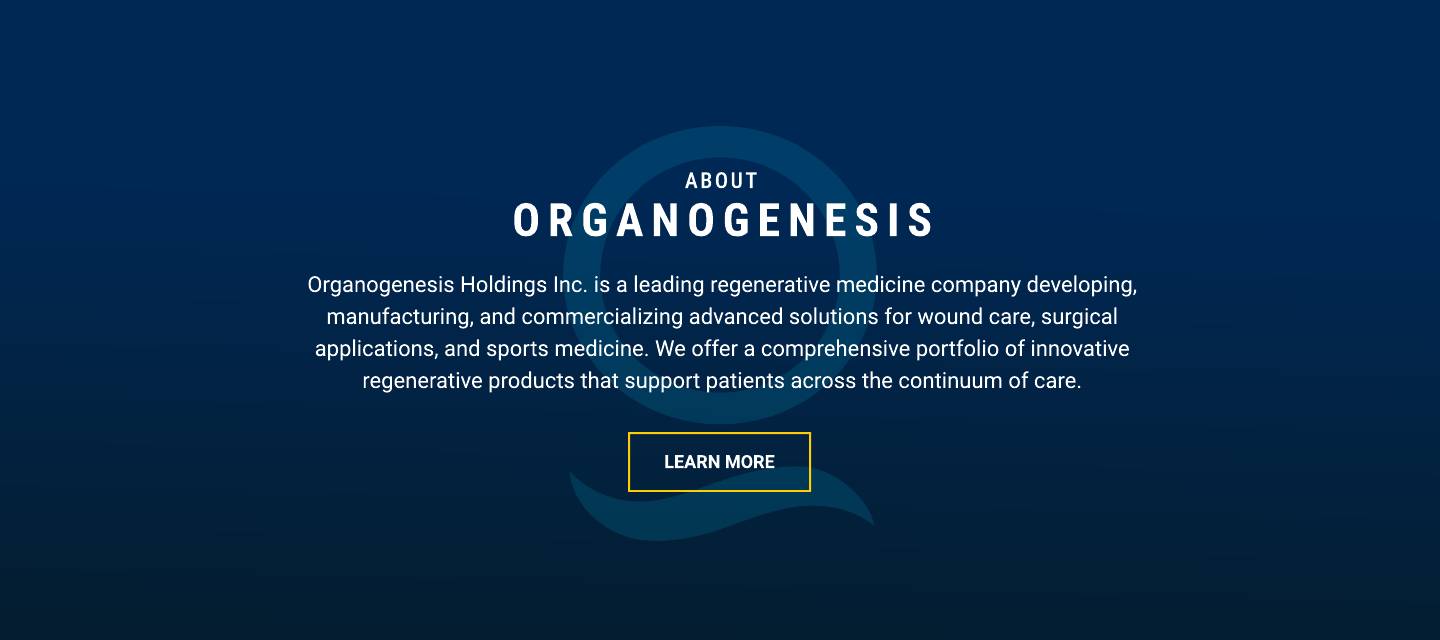 ABOUT
ORGANOGENESIS
Organogenesis Holdings Inc. is a leading regenerative medicine company developing,
manufacturing, and commercializing advanced solutions for wound care, surgical
applications, and sports medicine. We offer a comprehensive portfolio of innovative
regenerative products that support patients across the continuum of care.
LEARN MORE